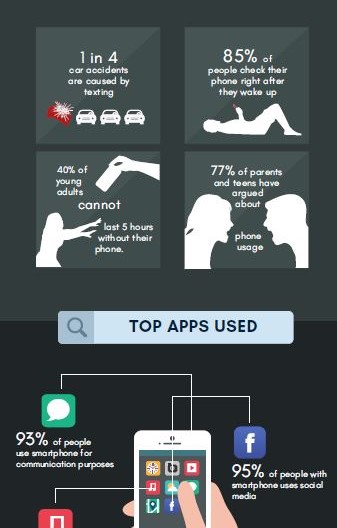 1 in 4
car accidents
are caused by
texting
85% of
people check their
phone right after
they wake up
40% of
young
adults
cannot
last 5 hours
without their
phone.
77% of parents
and teens have
argued
about
phone
usage
TOP APPS USED
93% of people
use smartphone for
communication purposes
95% of people with
smartphone uses social
media